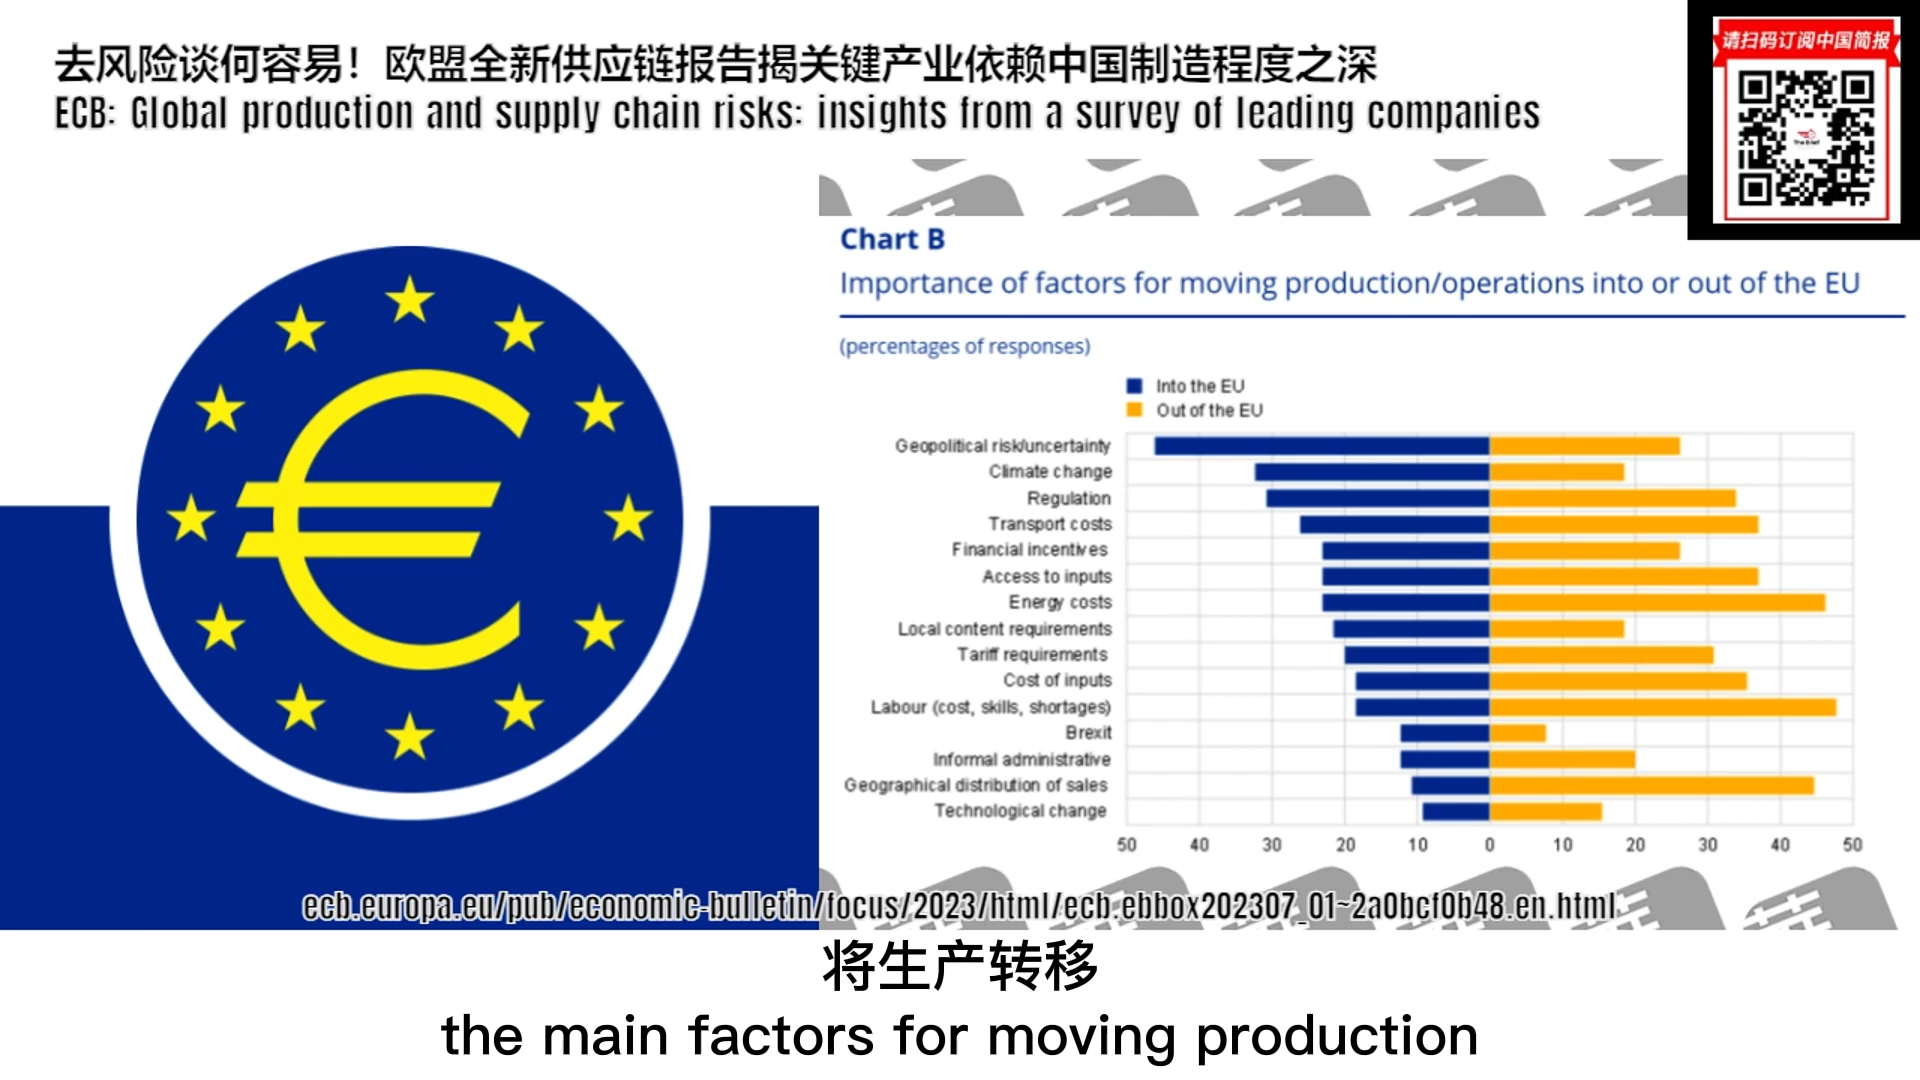 去风险谈何容易！欧盟全新供应链报告揭关键产业依赖中国制造程度之深
ECB: Global production and supply chain risks: insights from a survey of leading companies
请扫码订阅中国简报
Chart B
Importance of factors for moving production/operations into or out of the EU
(percentages of responses)
Into the EU
Out of the EU
Geopolitical risk/uncertainty
Climate change
Regulation
Transport costs
Financial incentives
Access to inputs
Energy costs
Local content requirements
Tariff requirements
Cost of inputs
Labour (cost, skills, shortages)
Brexit
Informal administrative
Geographical distribution of sales
Technological change
50 40 30 20 10 0 10 20 30 40 50
ecb.europa.eu/pub/economic-bulletin/focus/2023/html/ecb.ebbox202307_01~2a0bcf0b48.en.html
将生产转移
the main factors for moving production